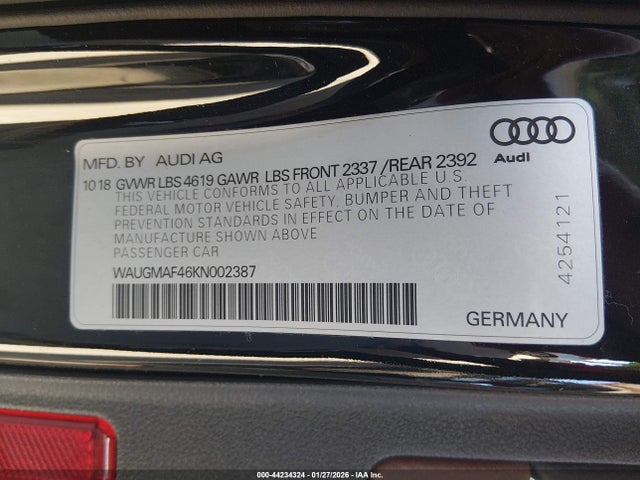 MFD. BY AUDI AG
Audi
1018 GVWR LBS 4619 GAWR LBS FRONT 2337 /REAR 2392
THIS VEHICLE CONFORMS TO ALL APPLICABLE U.S.
FEDERAL MOTOR VEHICLE SAFETY, BUMPER AND THEFT
PREVENTION STANDARDS IN EFFECT ON THE DATE OF
MANUFACTURE SHOWN ABOVE
PASSENGER CAR
WAUGMAF46KN002387
4254121
GERMANY
000-44234324 | 01/27/2026 | IAA Inc.